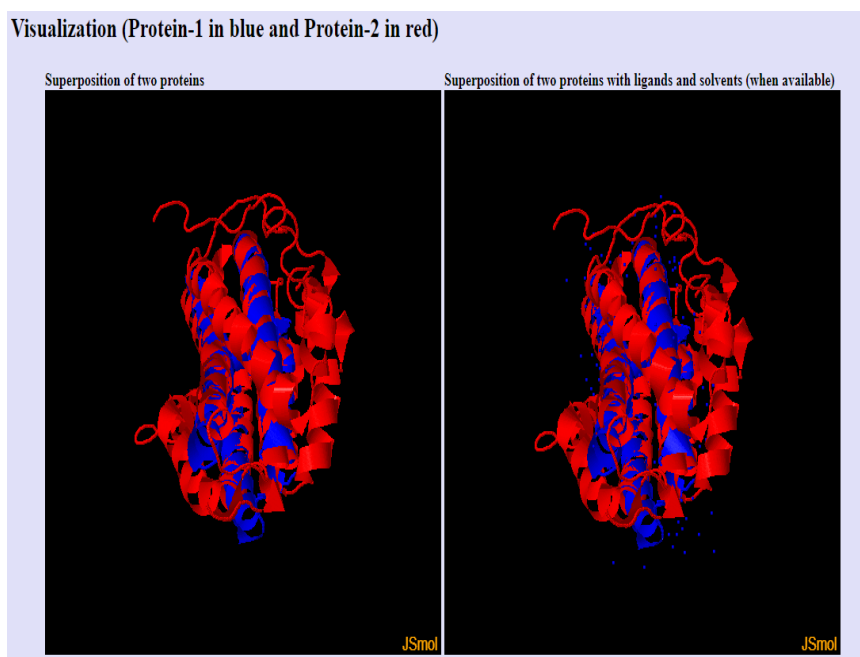 Visualization (Protein-1 in blue and Protein-2 in red)
Superposition of two proteins
Superposition of two proteins with ligands and solvents (when available)
JSmol
JSmol